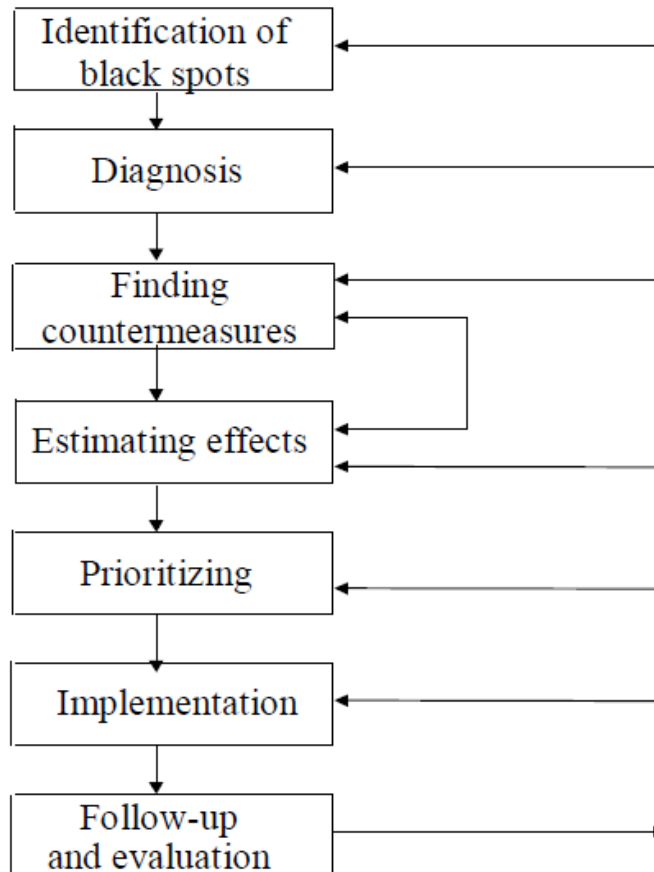 Identification of
black spots
Diagnosis
Finding
countermeasures
Estimating effects
Prioritizing
Implementation
Follow-up
and evaluation